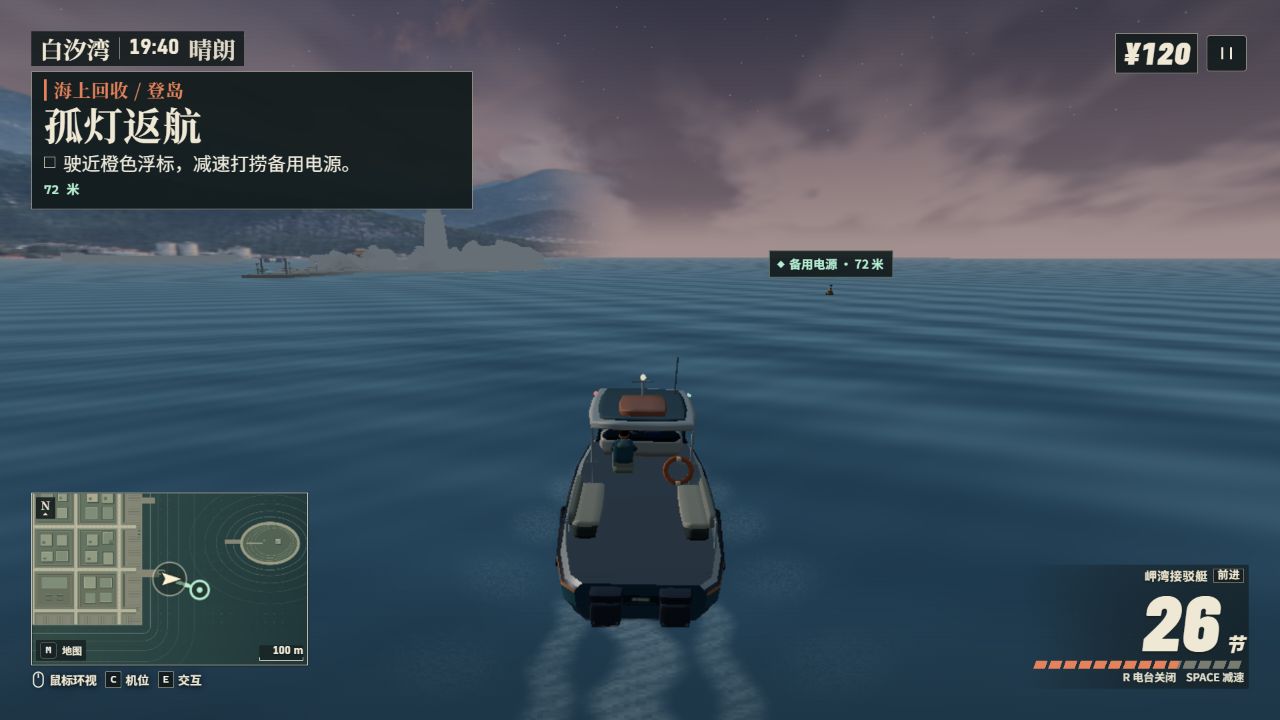 白汐湾 19:40 晴朗
¥120
海上回收 / 登岛
孤灯返航
驶近橙色浮标，减速打捞备用电源。
72 米
备用电源 · 72 米
N
M 地图
100 m
鼠标环视 C 机位 E 交互
岬湾接驳艇 前进
26 节
R 电台关闭 SPACE 减速